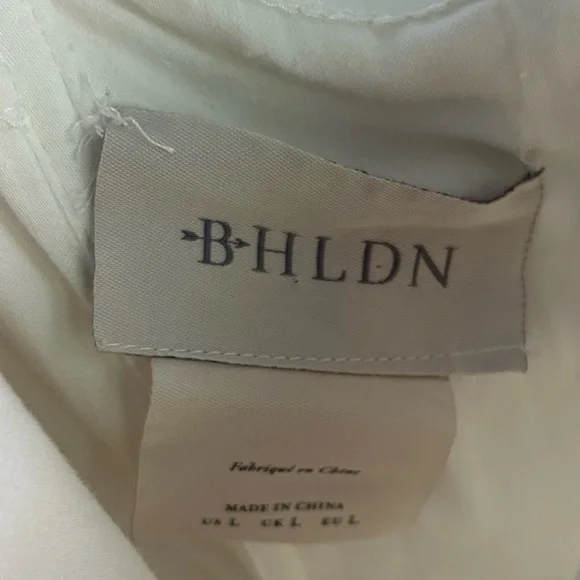 BHLDN
Fabriqué en Chine
MADE IN CHINA
US L UK L EU L